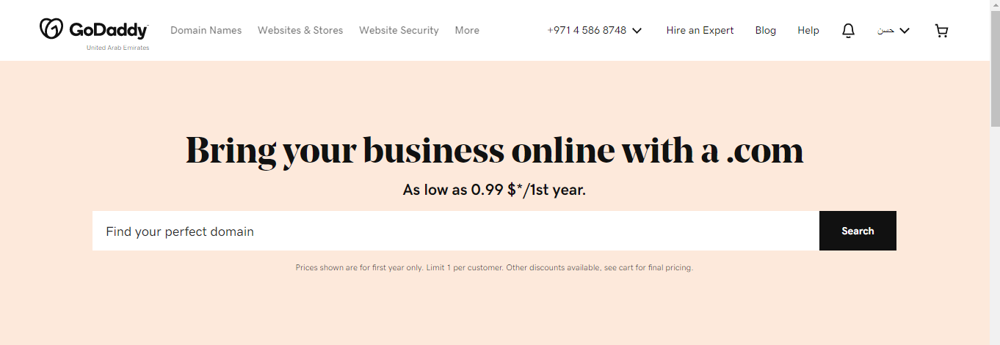 GoDaddy
United Arab Emirates
Domain Names Websites & Stores Website Security More +971 4 586 8748 Hire an Expert Blog Help حسن
Bring your business online with a .com
As low as 0.99 $*/1st year.
Find your perfect domain Search
Prices shown are for first year only. Limit 1 per customer. Other discounts available, see cart for final pricing.